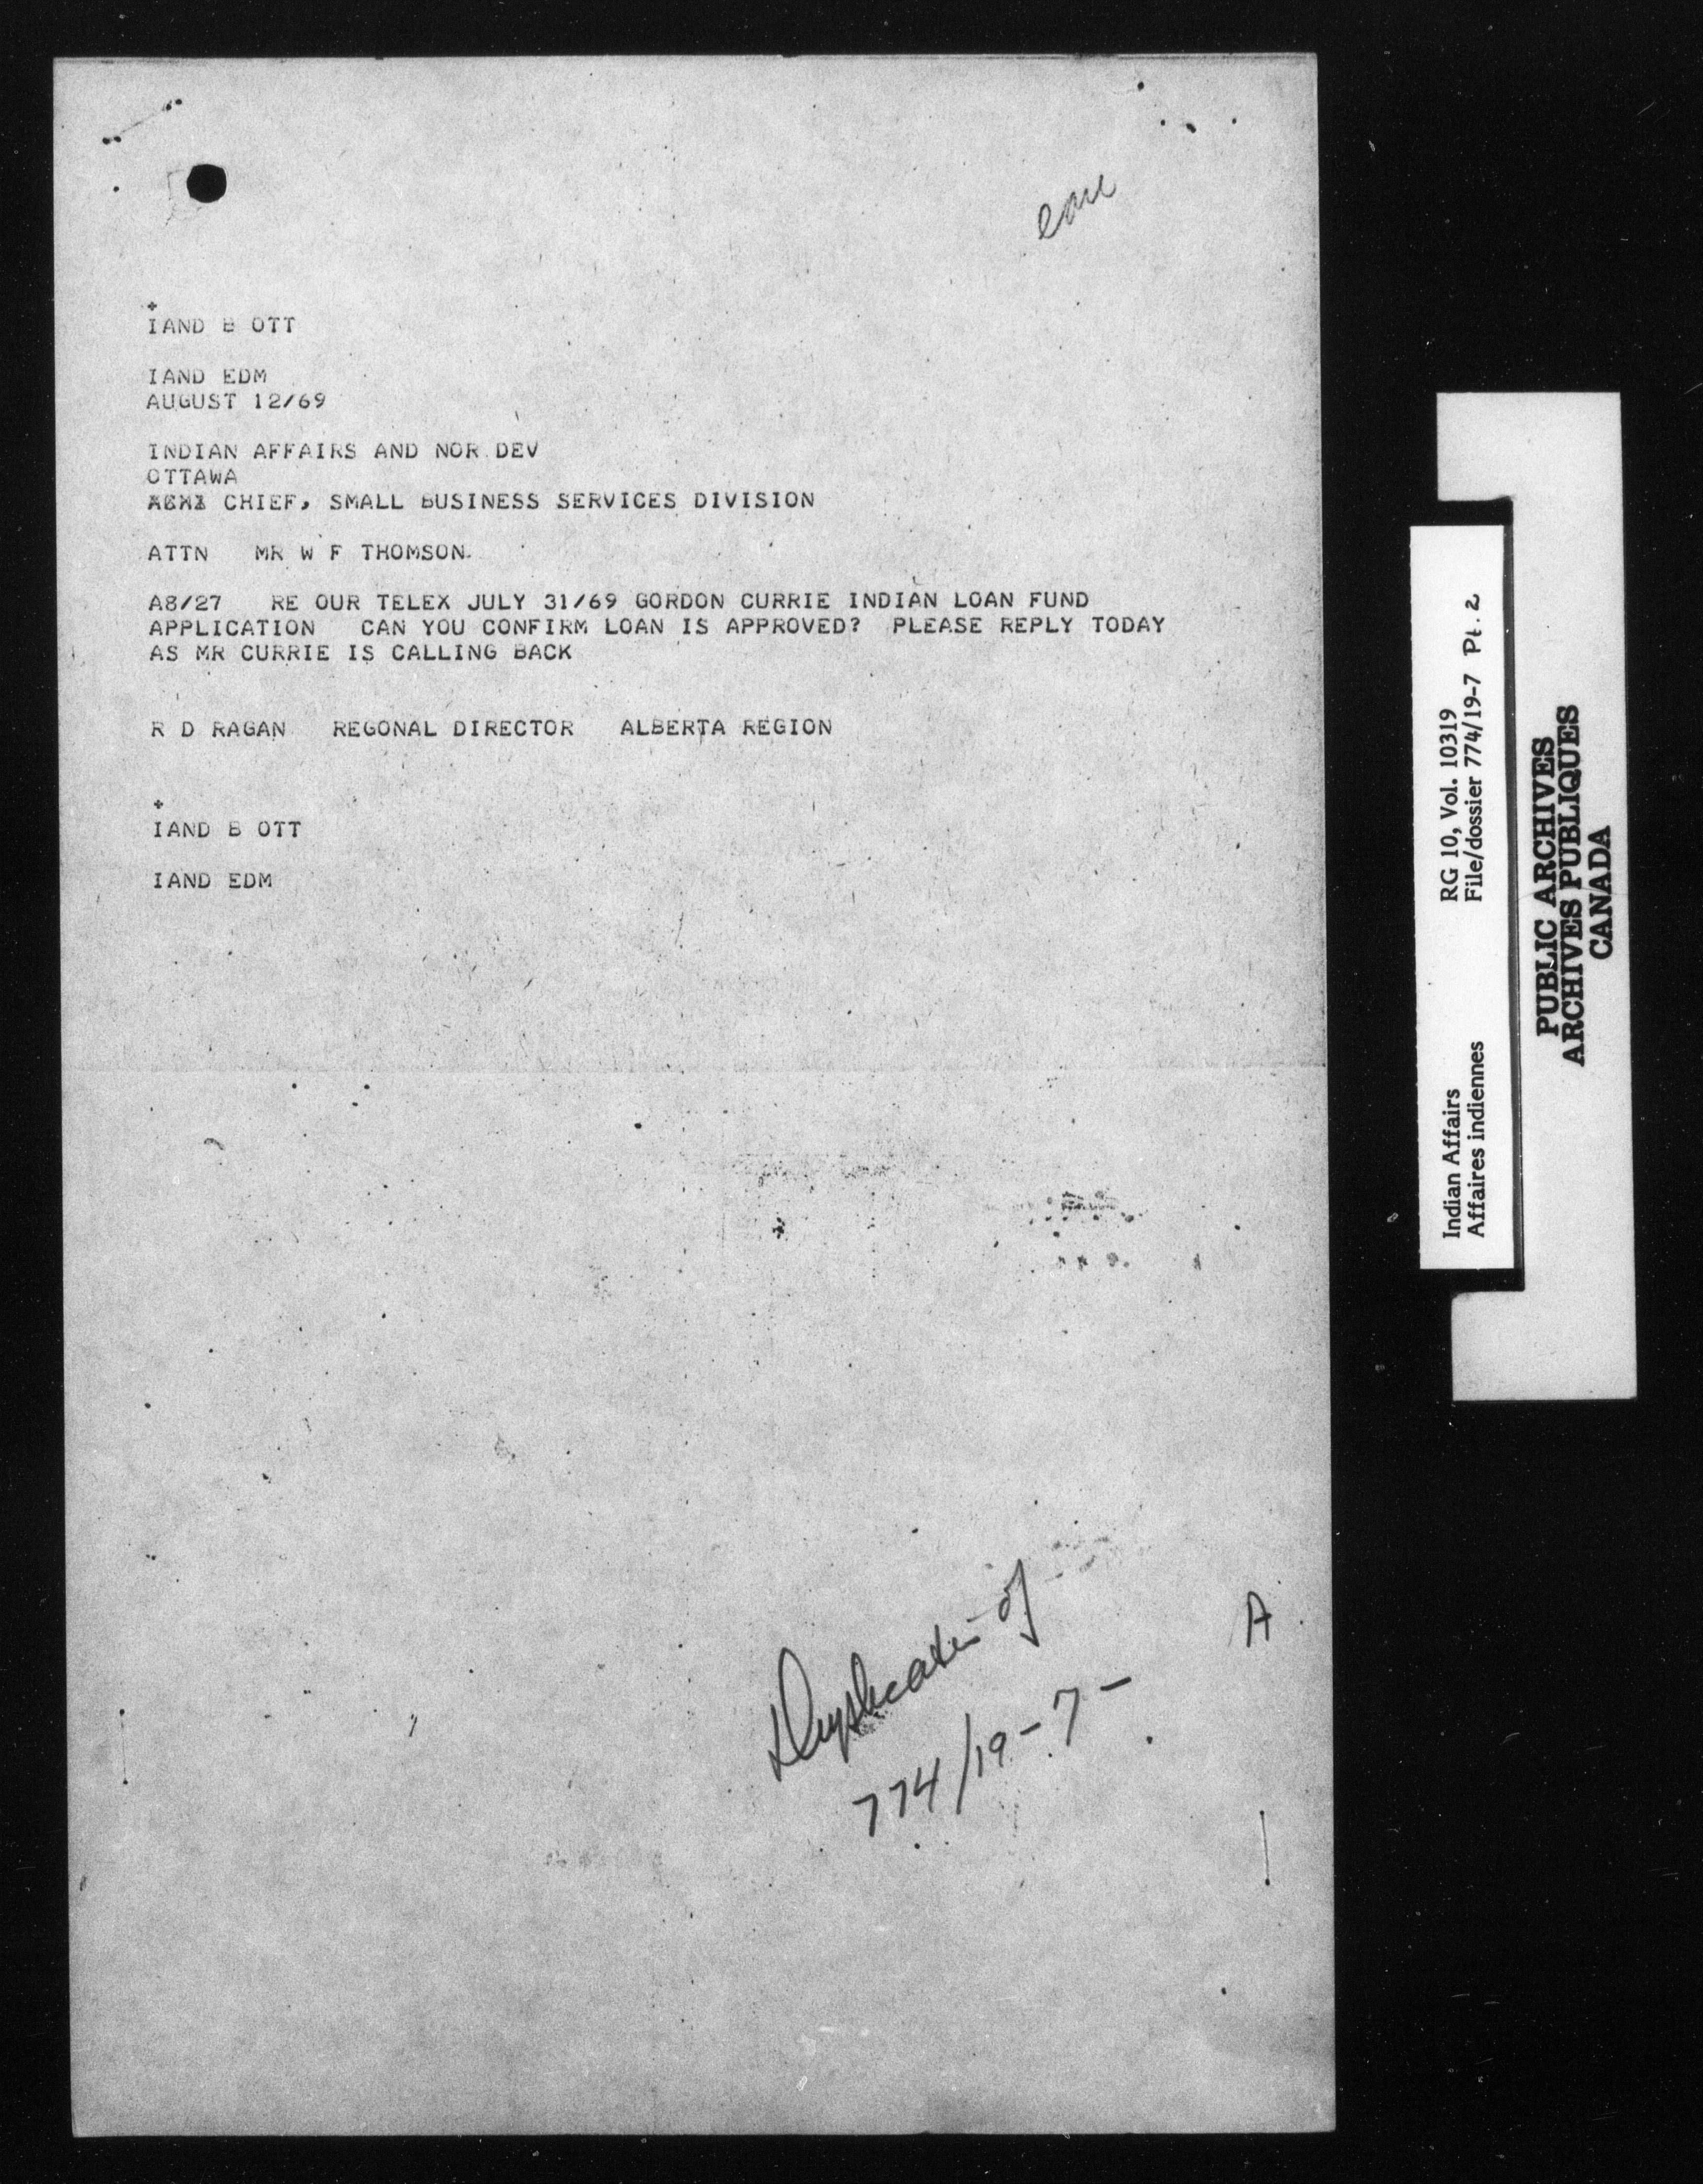 +
IAND B OTT
IAND EDM
AUGUST 12/69
INDIAN AFFAIRS AND NOR DEV
OTTAWA
CHIEF, SMALL BUSINESS SERVICES DIVISION
ATTN MR W F THOMSON
A8/27 RE OUR TELEX JULY 31/69 GORDON CURRIE INDIAN LOAN FUND
APPLICATION CAN YOU CONFIRM LOAN IS APPROVED? PLEASE REPLY TODAY
AS MR CURRIE IS CALLING BACK
R D RAGAN REGONAL DIRECTOR ALBERTA REGION
+
IAND B OTT
IAND EDM
of
774/19-7-
A
Indian Affairs
Affaires indiennes
RG 10, Vol. 10319
File/dossier 774/19-7 Pt. 2
PUBLIC ARCHIVES
ARCHIVES PUBLIQUES
CANADA